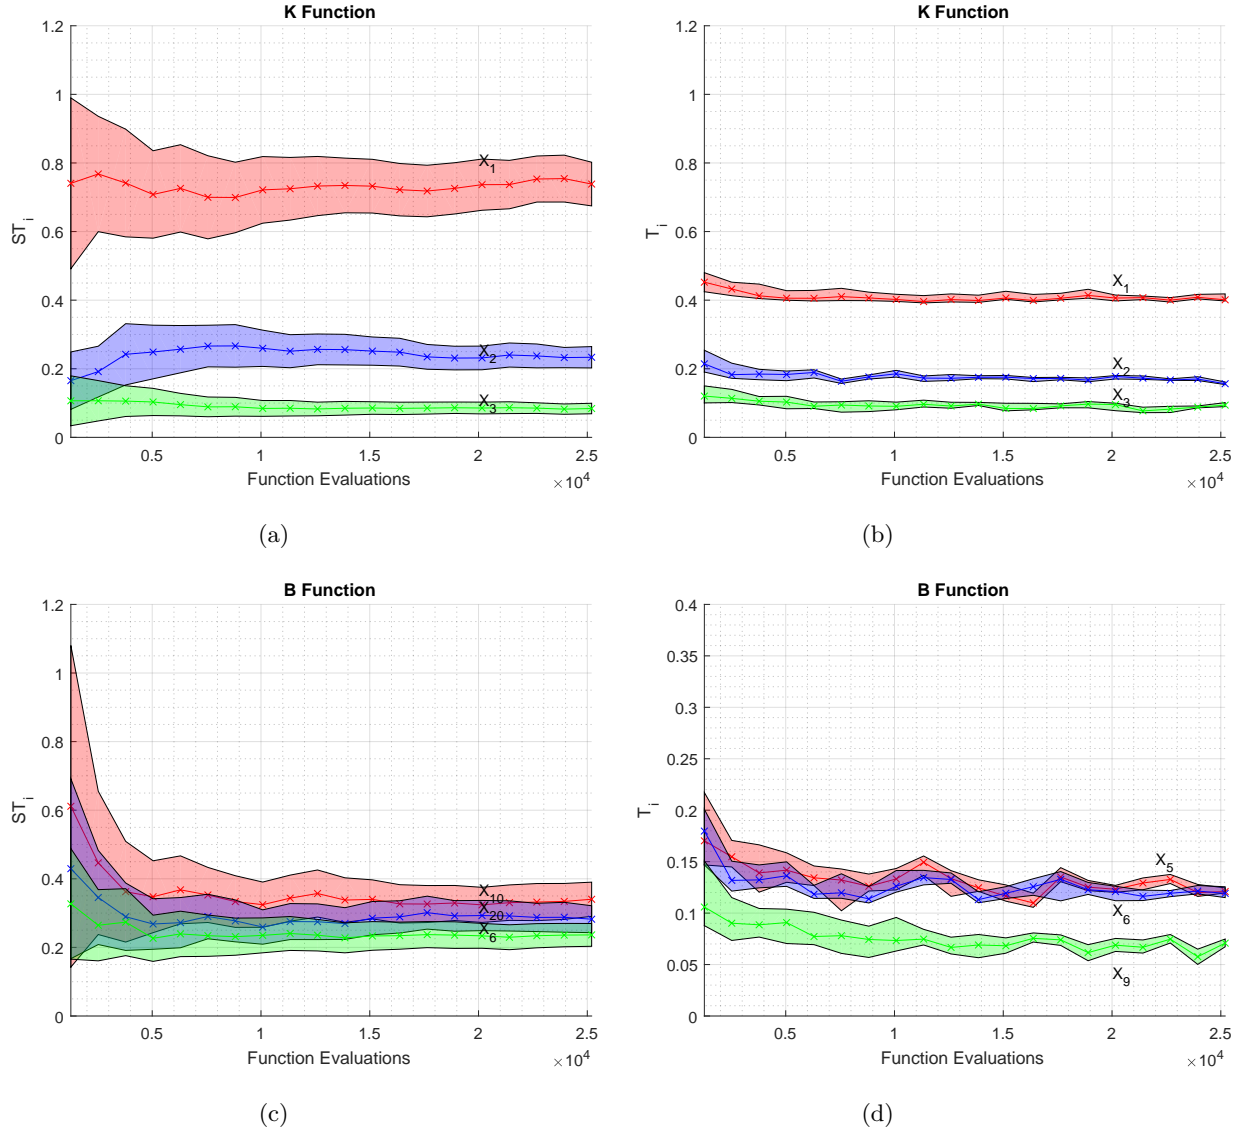 K Function
1.2
1
0.8
0.6
0.4
0.2
0
ST_i
X_1
X_2
X_3
0.5 1 1.5 2 2.5
Function Evaluations
×10^4
(a)
K Function
1.2
1
0.8
0.6
0.4
0.2
0
T_i
X_1
X_2
X_3
0.5 1 1.5 2 2.5
Function Evaluations
×10^4
(b)
B Function
1.2
1
0.8
0.6
0.4
0.2
0
ST_i
X_10
X_20
X_6
0.5 1 1.5 2 2.5
Function Evaluations
×10^4
(c)
B Function
0.4
0.35
0.3
0.25
0.2
0.15
0.1
0.05
0
T_i
X_5
X_6
X_9
0.5 1 1.5 2 2.5
Function Evaluations
×10^4
(d)